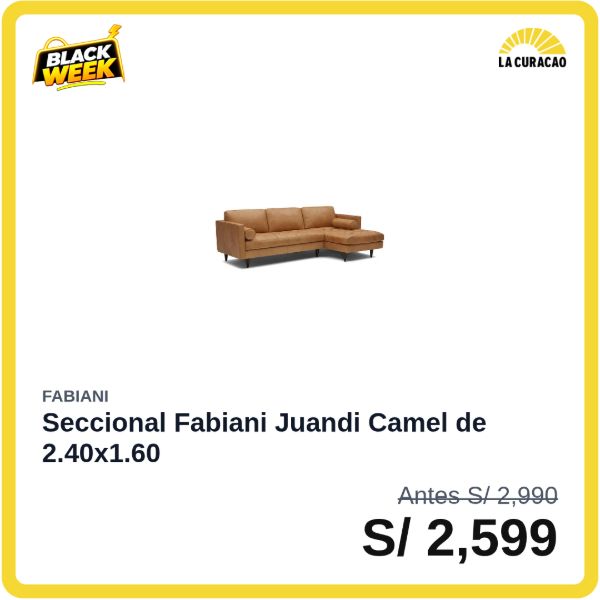 BLACK
WEEK
LA CURACAO
FABIANI
Seccional Fabiani Juandi Camel de
2.40x1.60
Antes S/ 2,990
S/ 2,599